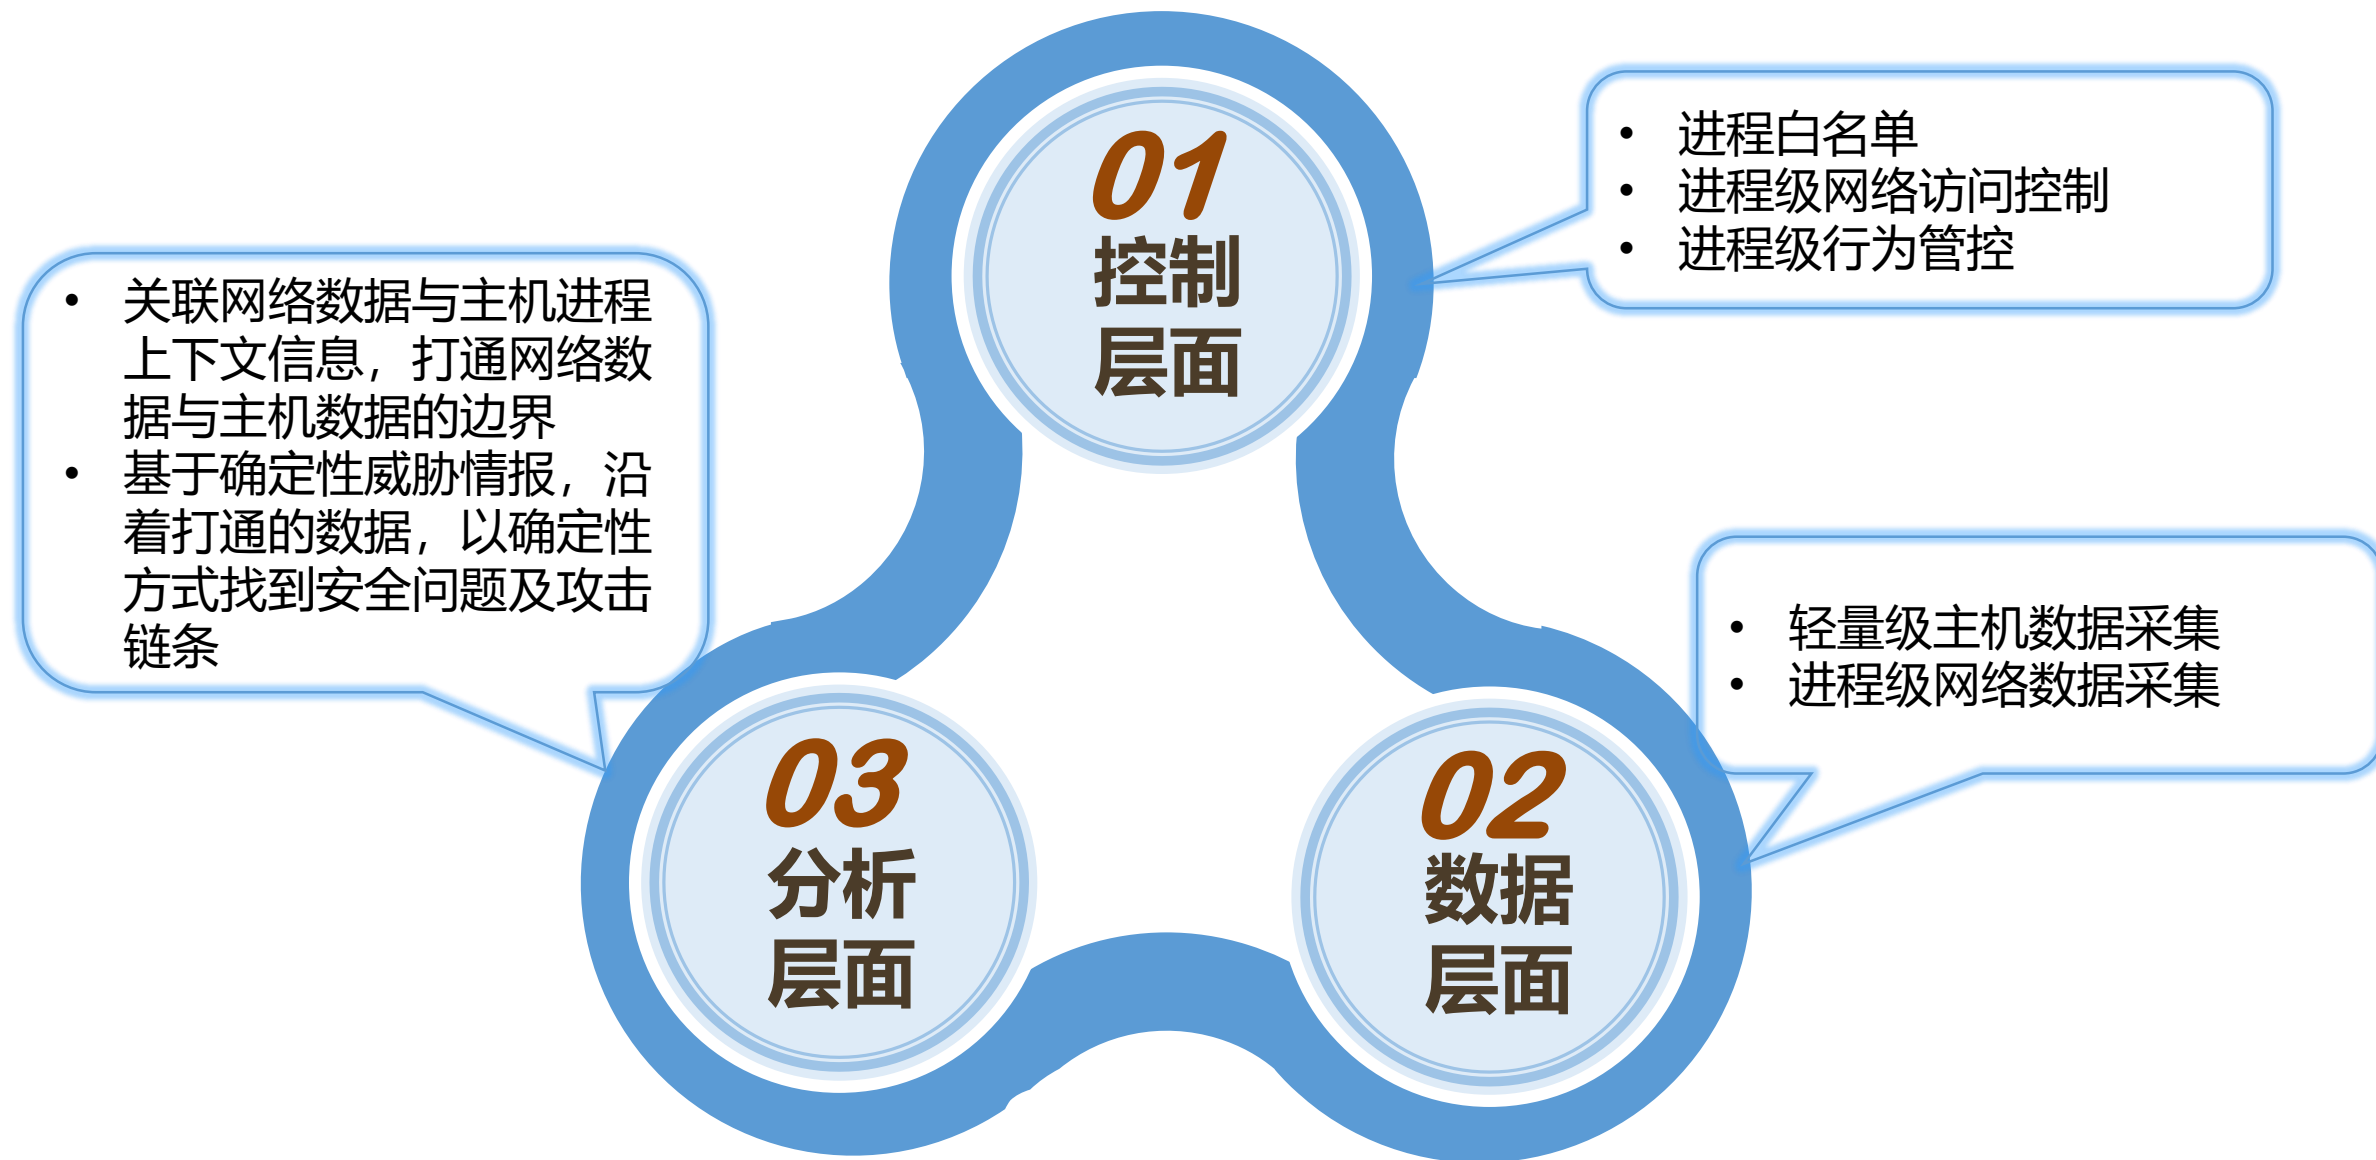 01
控制
层面
• 进程白名单
• 进程级网络访问控制
• 进程级行为管控
• 关联网络数据与主机进程
上下文信息，打通网络数
据与主机数据的边界
• 基于确定性威胁情报，沿
着打通的数据，以确定性
方式找到安全问题及攻击
链条
• 轻量级主机数据采集
• 进程级网络数据采集
03
分析
层面
02
数据
层面